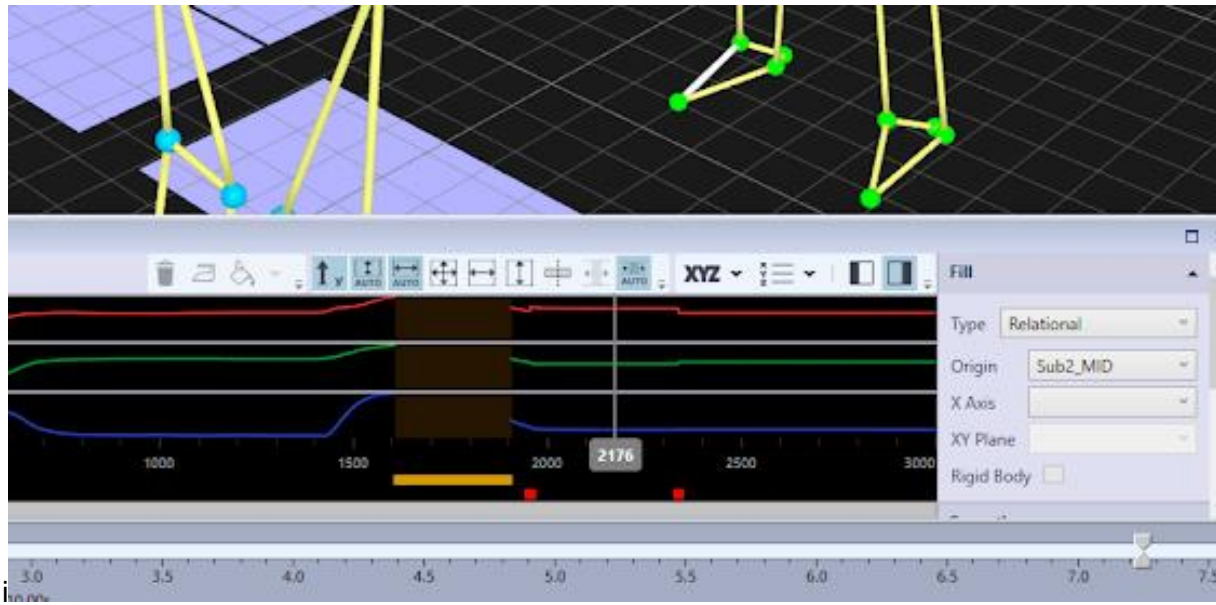 y AUTO AUTO AUTO XYZ Fill
Type Relational
Origin Sub2_MID
X Axis
XY Plane
Rigid Body
1000 1500 2000 2176 2500 3000
3.0 3.5 4.0 4.5 5.0 5.5 6.0 6.5 7.0 7.5
i